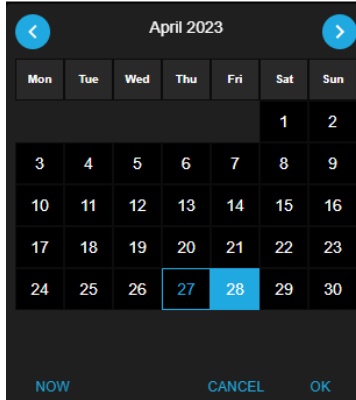 April 2023
Mon Tue Wed Thu Fri Sat Sun
1 2
3 4 5 6 7 8 9
10 11 12 13 14 15 16
17 18 19 20 21 22 23
24 25 26 27 28 29 30
NOW CANCEL OK